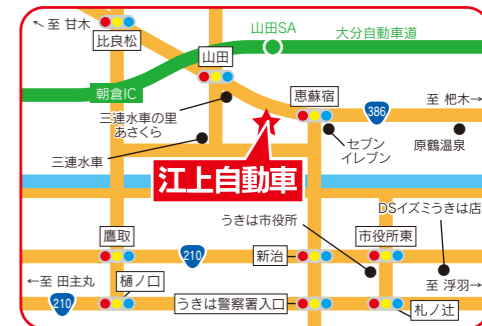 至 甘木
比良松
山田SA
大分自動車道
山田
朝倉IC
恵蘇宿
386
至 杷木
三連水車の里
あさくら
セブン
イレブン
原鶴温泉
三連水車
江上自動車
うきは市役所
DSイズミうきは店
鷹取
210
新治
市役所東
至 田主丸
樋ノ口
至 浮羽
210
うきは警察署入口
札ノ辻